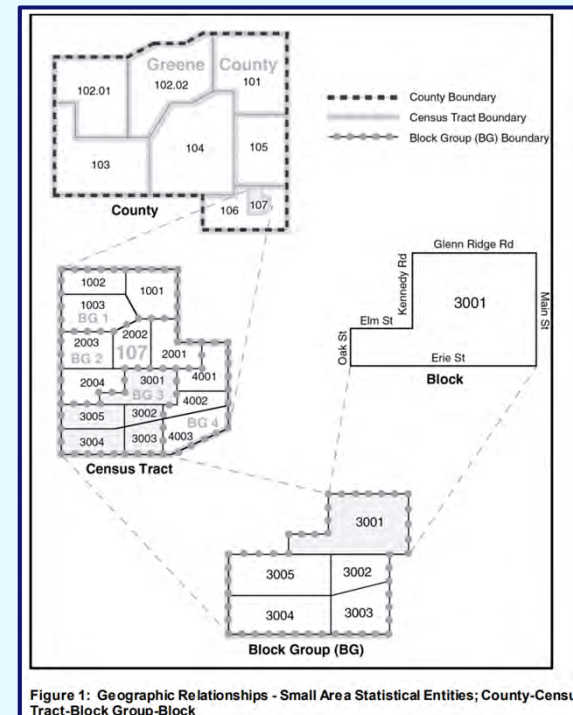 Greene County
102.01
102.02
101
103
104
105
106
107
County
County Boundary
Census Tract Boundary
Block Group (BG) Boundary
1002
1001
1003
BG 1
2003
2002
BG 2
107
2001
2004
3001
4001
BG 3
4002
3005
3002
BG 4
3004
3003
4003
Census Tract
Glenn Ridge Rd
Kennedy Rd
3001
Main St
Elm St
Oak St
Erie St
Block
3001
3005
3002
3004
3003
Block Group (BG)
Figure 1: Geographic Relationships - Small Area Statistical Entities; County-Censu
Tract-Block Group-Block